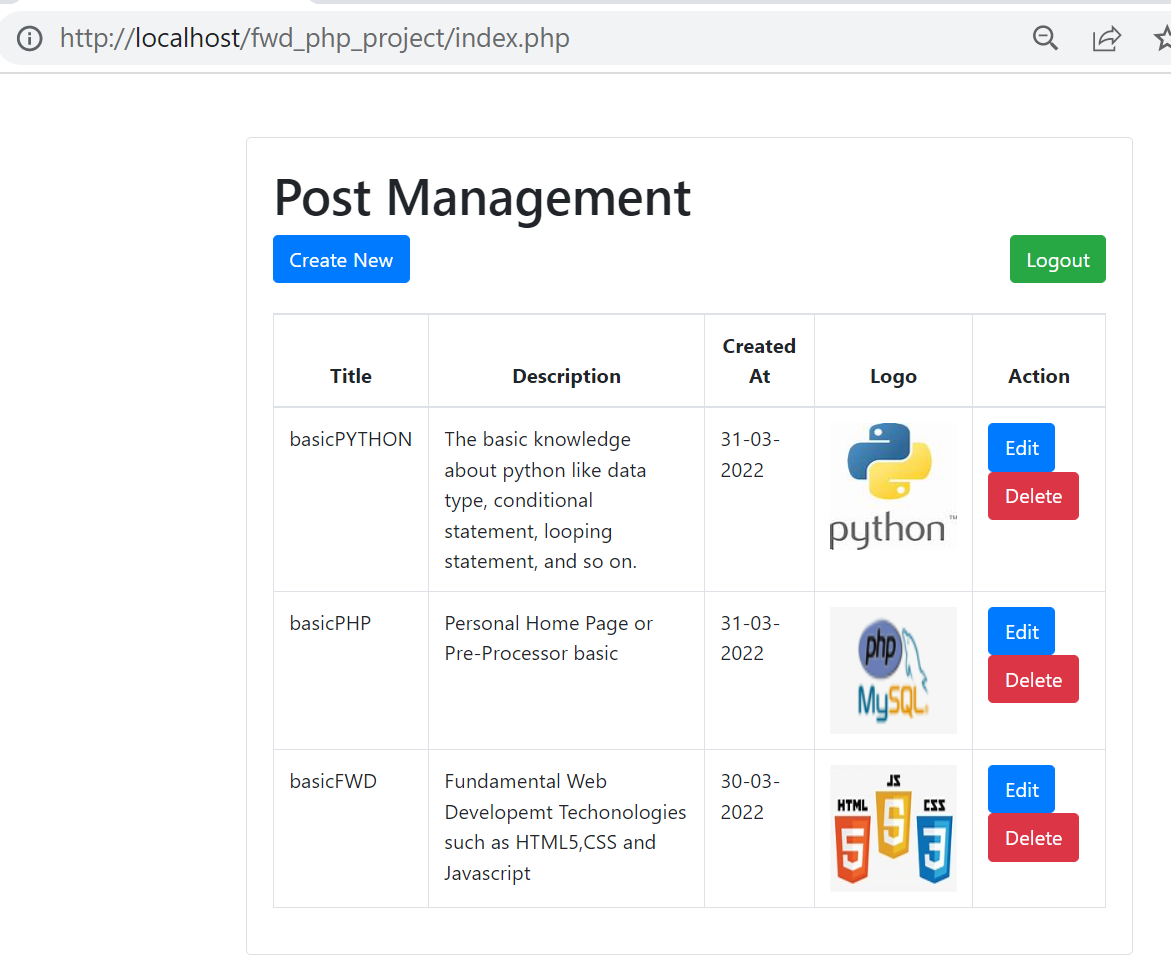 http://localhost/fwd_php_project/index.php
Post Management
Create New
Logout
Title
Description
Created
At
Logo
Action
basicPYTHON
The basic knowledge
about python like data
type, conditional
statement, looping
statement, and so on.
31-03-
2022
python™
Edit
Delete
basicPHP
Personal Home Page or
Pre-Processor basic
31-03-
2022
php
MySQL
Edit
Delete
basicFWD
Fundamental Web
Developemt Techonologies
such as HTML5,CSS and
Javascript
30-03-
2022
JS
HTML
CSS
5
5
3
Edit
Delete